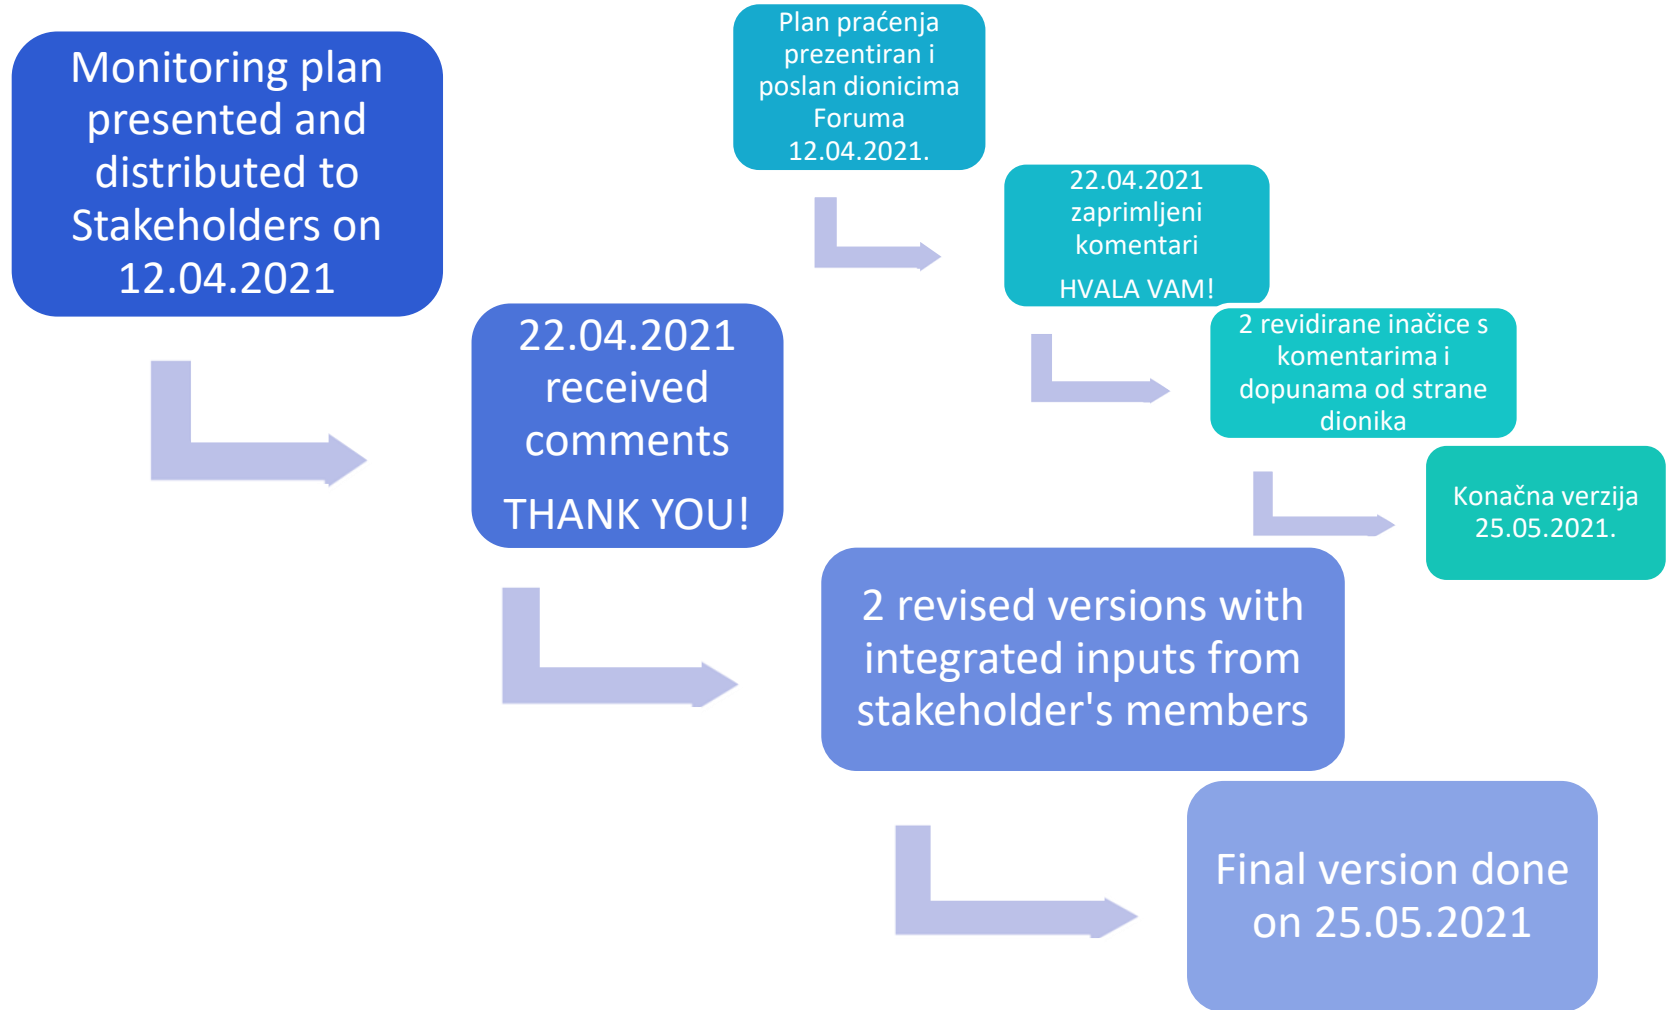 Monitoring plan
presented and
distributed to
Stakeholders on
12.04.2021
22.04.2021
received
comments
THANK YOU!
2 revised versions with
integrated inputs from
stakeholder's members
Final version done
on 25.05.2021
Plan praćenja
prezentiran i
poslan dionicima
Foruma
12.04.2021.
22.04.2021
zaprimljeni
komentari
HVALA VAM!
2 revidirane inačice s
komentarima i
dopunama od strane
dionika
Konačna verzija
25.05.2021.